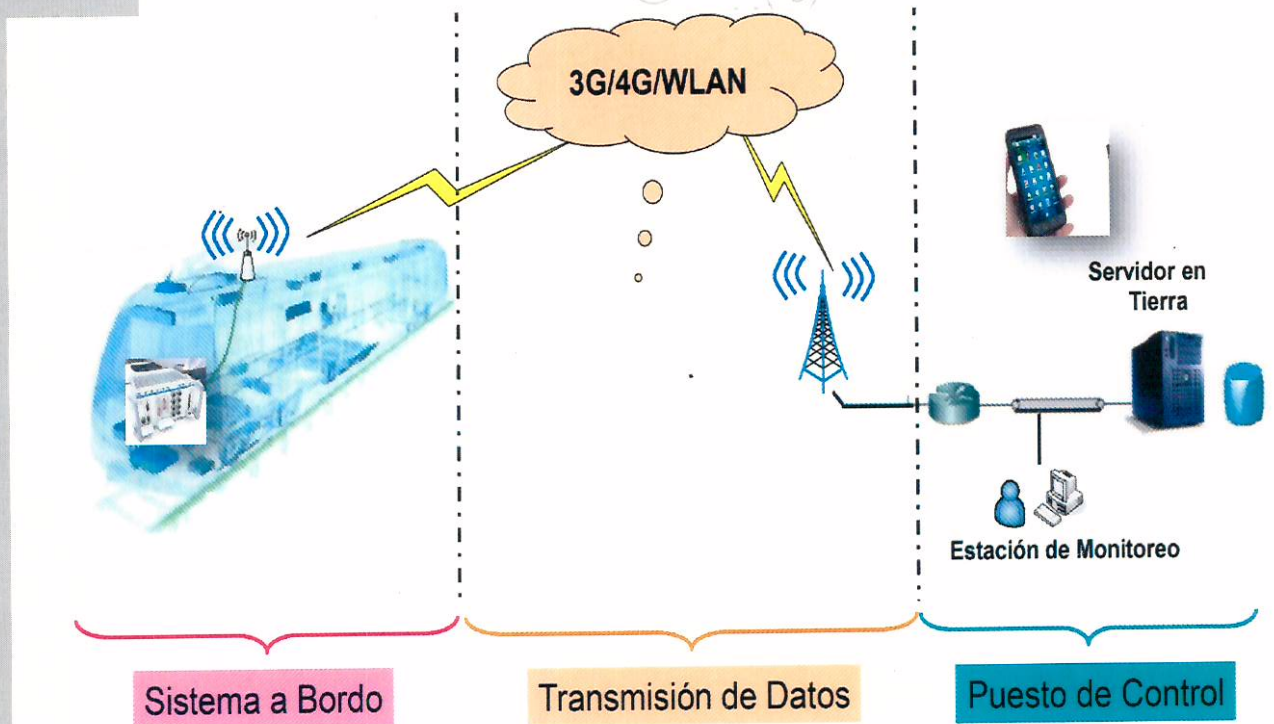 3G/4G/WLAN
Servidor en
Tierra
Estación de Monitoreo
Sistema a Bordo
Transmisión de Datos
Puesto de Control